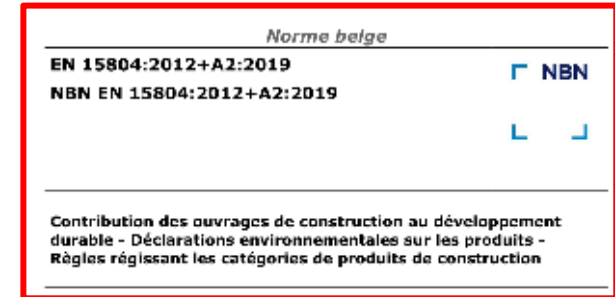 Norme belge
EN 15804:2012+A2:2019
NBN
NBN EN 15804:2012+A2:2019
Contribution des ouvrages de construction au développement
durable - Déclarations environnementales sur les produits -
Règles régissant les catégories de produits de construction